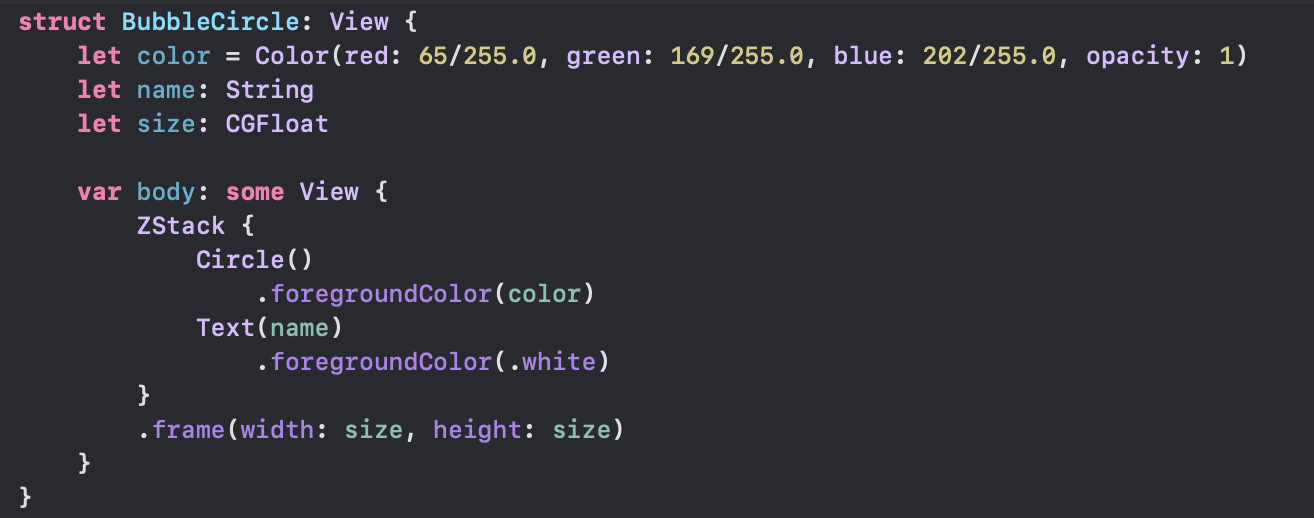 struct BubbleCircle: View {
    let color = Color(red: 65/255.0, green: 169/255.0, blue: 202/255.0, opacity: 1)
    let name: String
    let size: CGFloat

    var body: some View {
        ZStack {
            Circle()
                .foregroundColor(color)
            Text(name)
                .foregroundColor(.white)
        }
        .frame(width: size, height: size)
    }
}